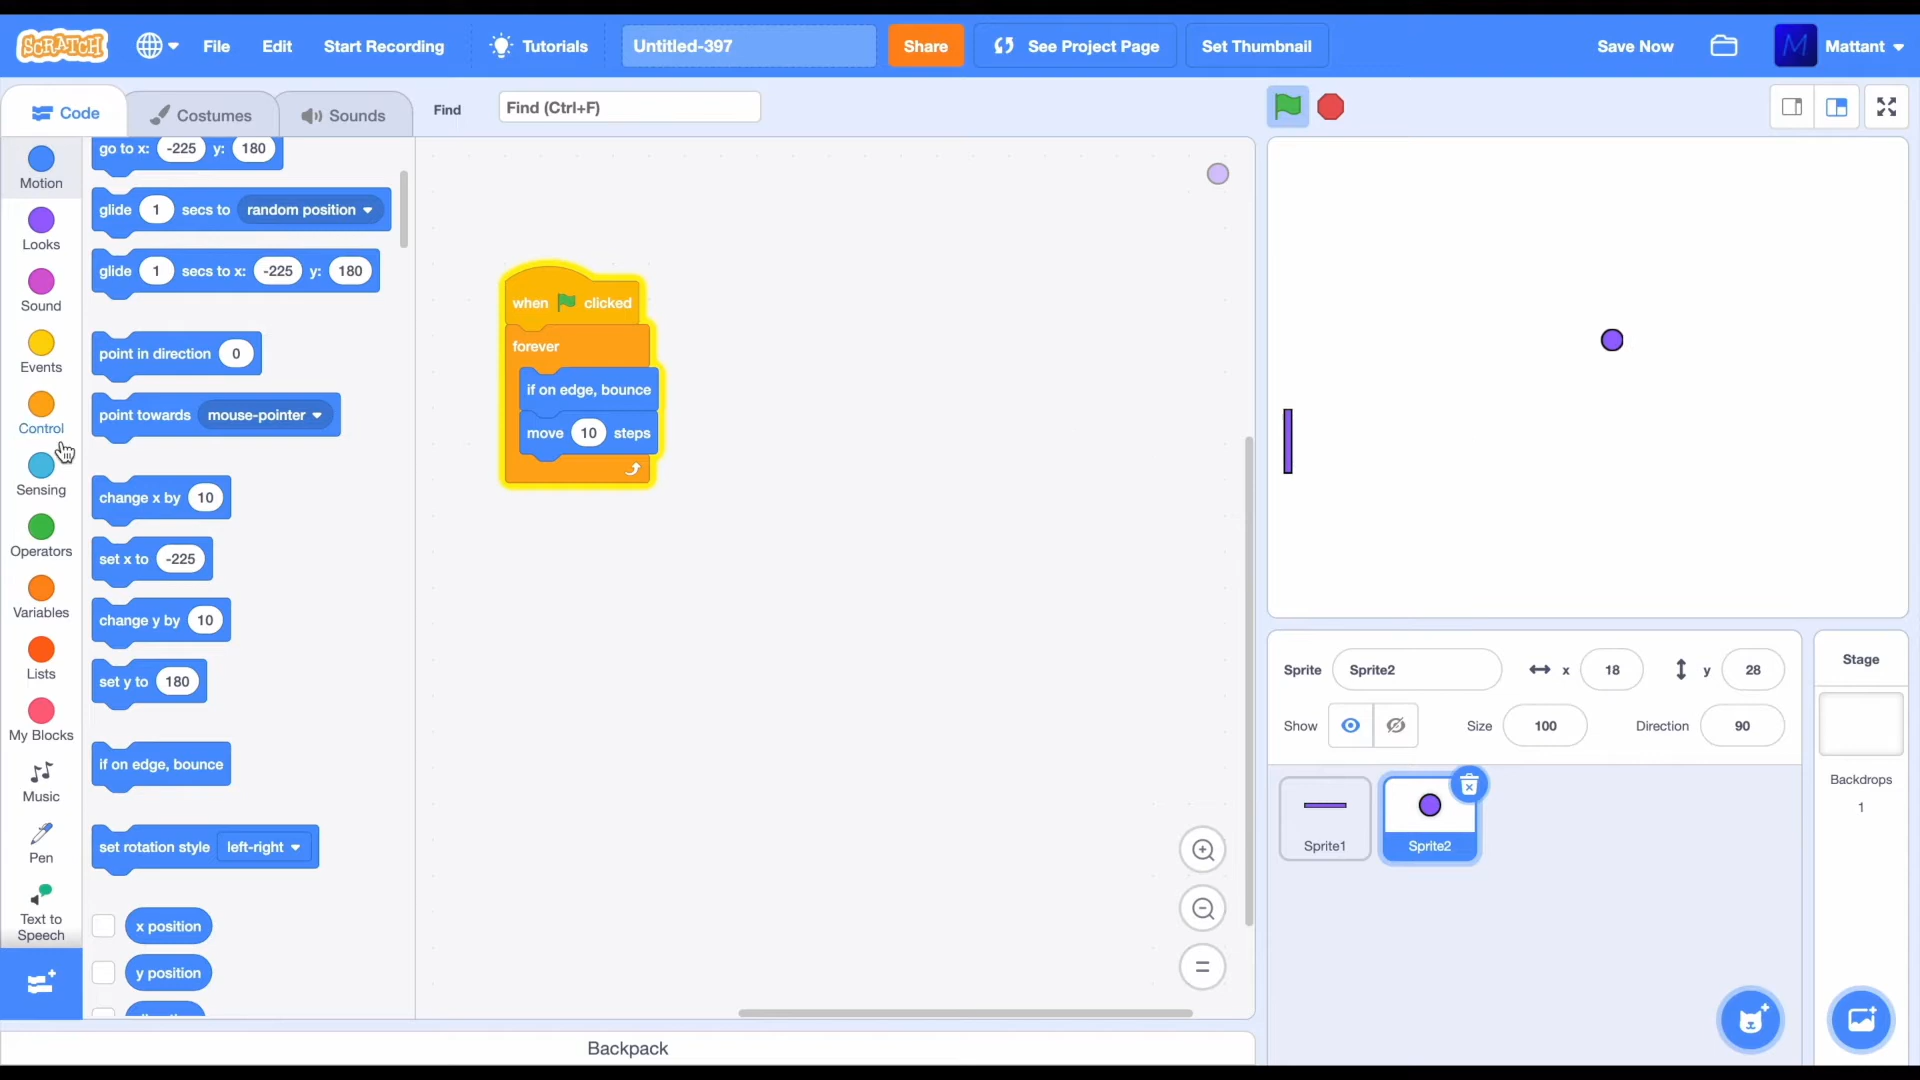 SCRATCH
File
Edit
Start Recording
Tutorials
Untitled-397
Share
See Project Page
Set Thumbnail
Save Now
M
Mattant
Code
Costumes
Sounds
Find
Find (Ctrl+F)
Motion
Looks
Sound
Events
Control
Sensing
Operators
Variables
Lists
My Blocks
Music
Pen
Text to
Speech
go to x: -225 y: 180
glide 1 secs to random position
glide 1 secs to x: -225 y: 180
point in direction 0
point towards mouse-pointer
change x by 10
set x to -225
change y by 10
set y to 180
if on edge, bounce
set rotation style left-right
x position
y position
when clicked
forever
if on edge, bounce
move 10 steps
Backpack
Sprite Sprite2 x 18 y 28
Show Size 100 Direction 90
Sprite1
Sprite2
Stage
Backdrops
1